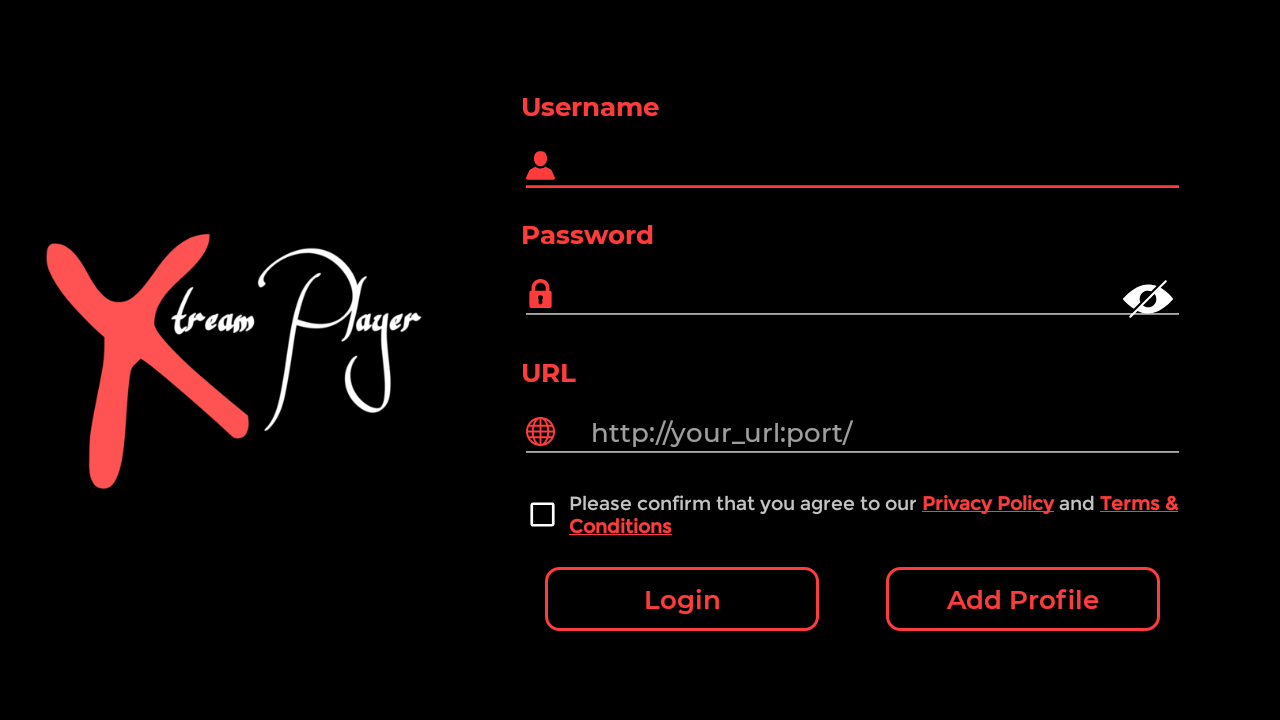 Username
Xtream Player
Password
URL
http://your_url:port/
Please confirm that you agree to our Privacy Policy and Terms &
Conditions
Login
Add Profile